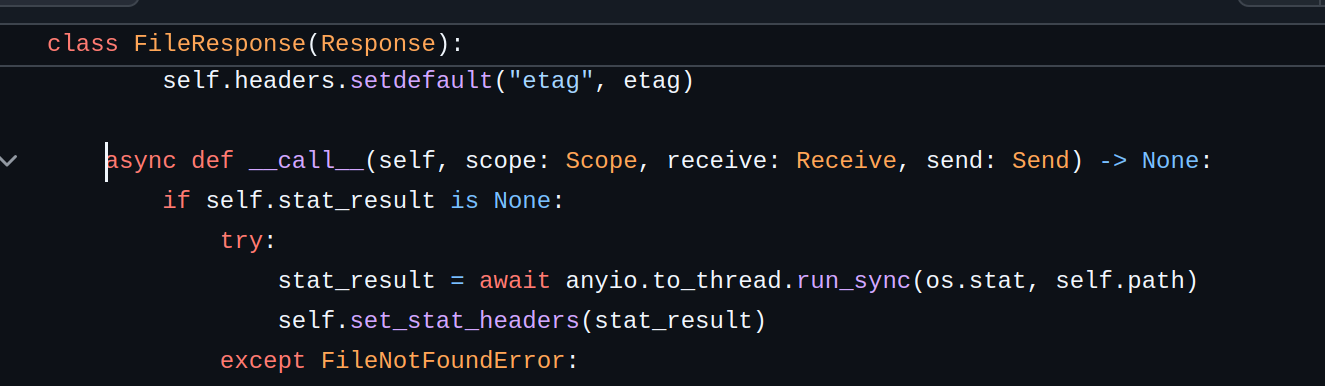 class FileResponse(Response):
self.headers.setdefault("etag", etag)
async def __call__(self, scope: Scope, receive: Receive, send: Send) -> None:
if self.stat_result is None:
try:
stat_result = await anyio.to_thread.run_sync(os.stat, self.path)
self.set_stat_headers(stat_result)
except FileNotFoundError: